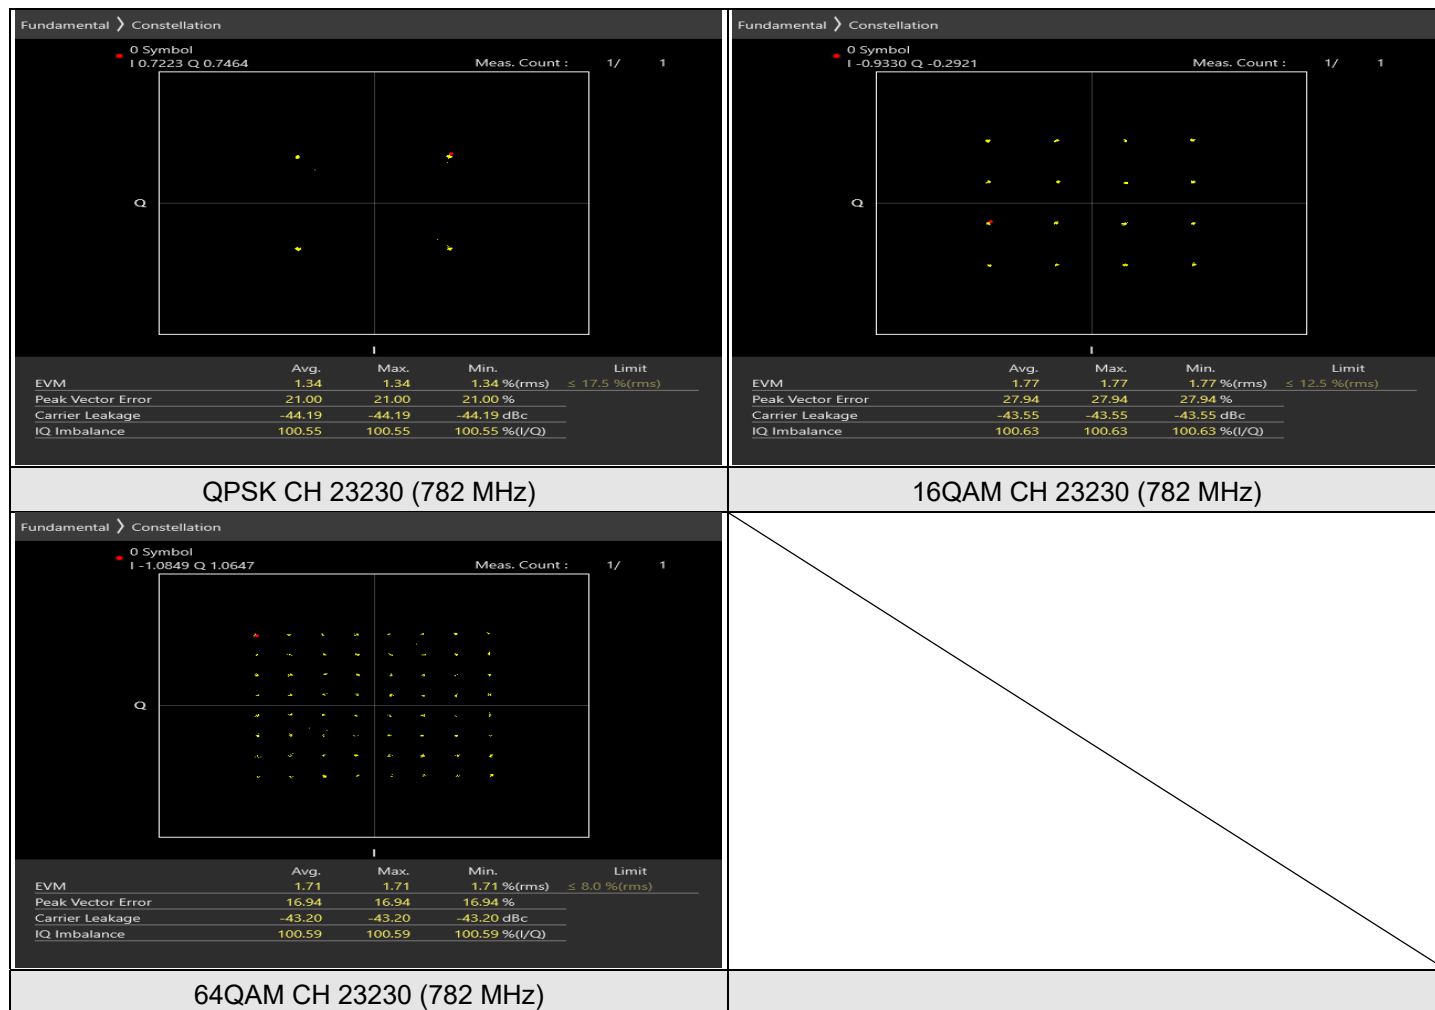 Fundamental ❯ Constellation
0 Symbol
I 0.7223 Q 0.7464 Meas. Count : 1/ 1
Q
I
Avg. Max. Min. Limit
EVM 1.34 1.34 1.34 %(rms) ≤ 17.5 %(rms)
Peak Vector Error 21.00 21.00 21.00 %
Carrier Leakage -44.19 -44.19 -44.19 dBc
IQ Imbalance 100.55 100.55 100.55 %(I/Q)
QPSK CH 23230 (782 MHz)
Fundamental ❯ Constellation
0 Symbol
I -0.9330 Q -0.2921 Meas. Count : 1/ 1
Q
I
Avg. Max. Min. Limit
EVM 1.77 1.77 1.77 %(rms) ≤ 12.5 %(rms)
Peak Vector Error 27.94 27.94 27.94 %
Carrier Leakage -43.55 -43.55 -43.55 dBc
IQ Imbalance 100.63 100.63 100.63 %(I/Q)
16QAM CH 23230 (782 MHz)
Fundamental ❯ Constellation
0 Symbol
I -1.0849 Q 1.0647 Meas. Count : 1/ 1
Q
I
Avg. Max. Min. Limit
EVM 1.71 1.71 1.71 %(rms) ≤ 8.0 %(rms)
Peak Vector Error 16.94 16.94 16.94 %
Carrier Leakage -43.20 -43.20 -43.20 dBc
IQ Imbalance 100.59 100.59 100.59 %(I/Q)
64QAM CH 23230 (782 MHz)